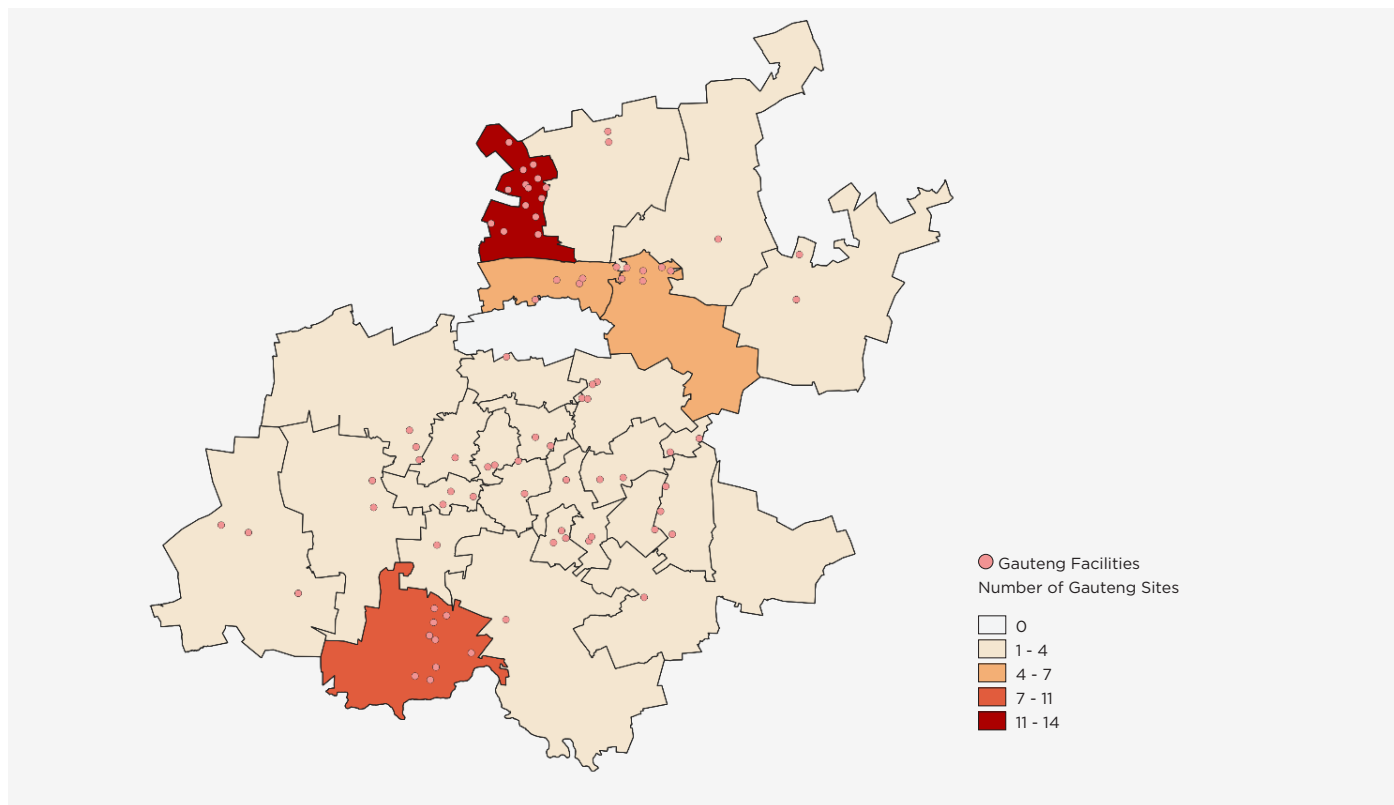 Gauteng Facilities
Number of Gauteng Sites
0
1 - 4
4 - 7
7 - 11
11 - 14